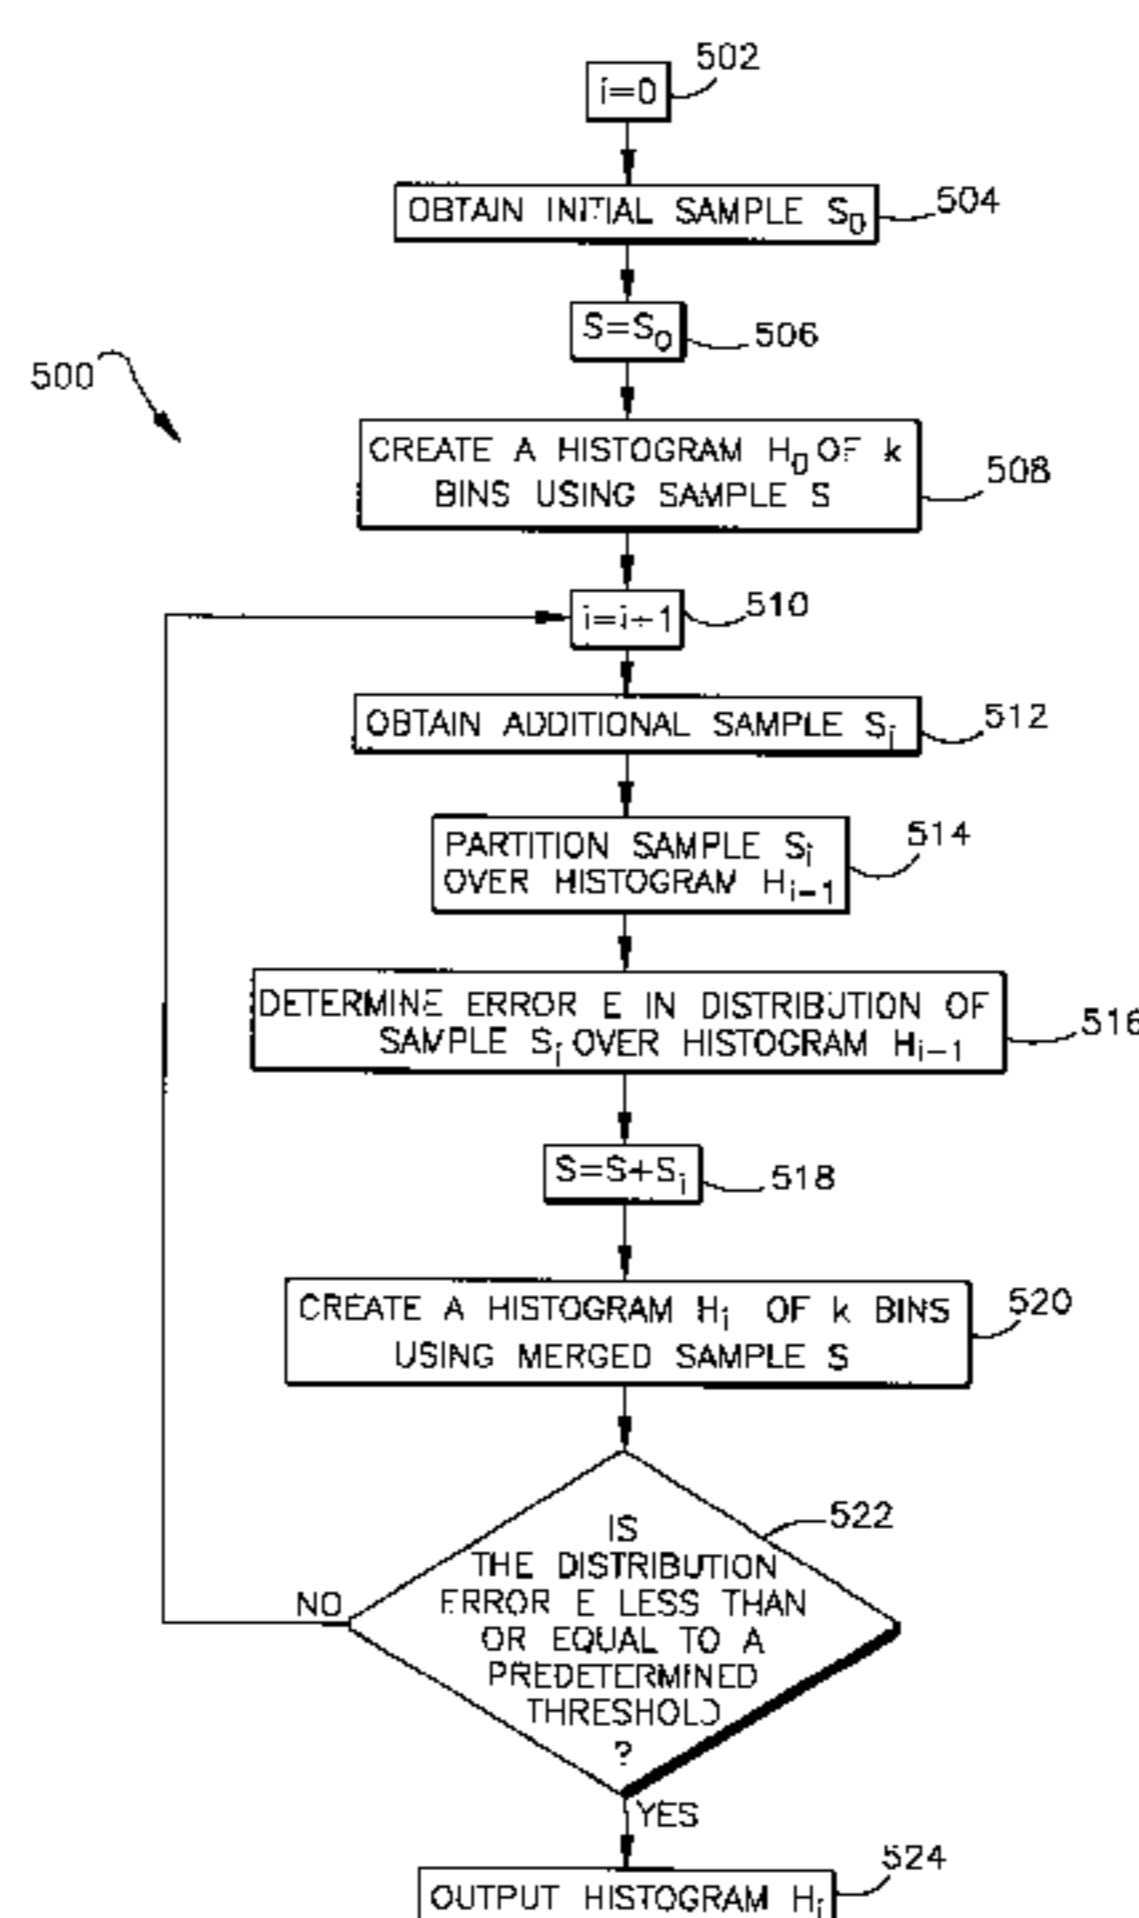 502
i=0
OBTAIN INITIAL SAMPLE S0
504
S=S0
506
500
CREATE A HISTOGRAM H0 OF k
BINS USING SAMPLE S
508
i=i+1
510
OBTAIN ADDITIONAL SAMPLE Si
512
PARTITION SAMPLE Si
OVER HISTOGRAM Hi-1
514
DETERMINE ERROR E IN DISTRIBUTION OF
SAMPLE Si OVER HISTOGRAM Hi-1
516
S=S+Si
518
CREATE A HISTOGRAM Hi OF k BINS
USING MERGED SAMPLE S
520
IS
THE DISTRIBUTION
ERROR E LESS THAN
OR EQUAL TO A
PREDETERMINED
THRESHOLD
?
522
NO
YES
OUTPUT HISTOGRAM Hi
524